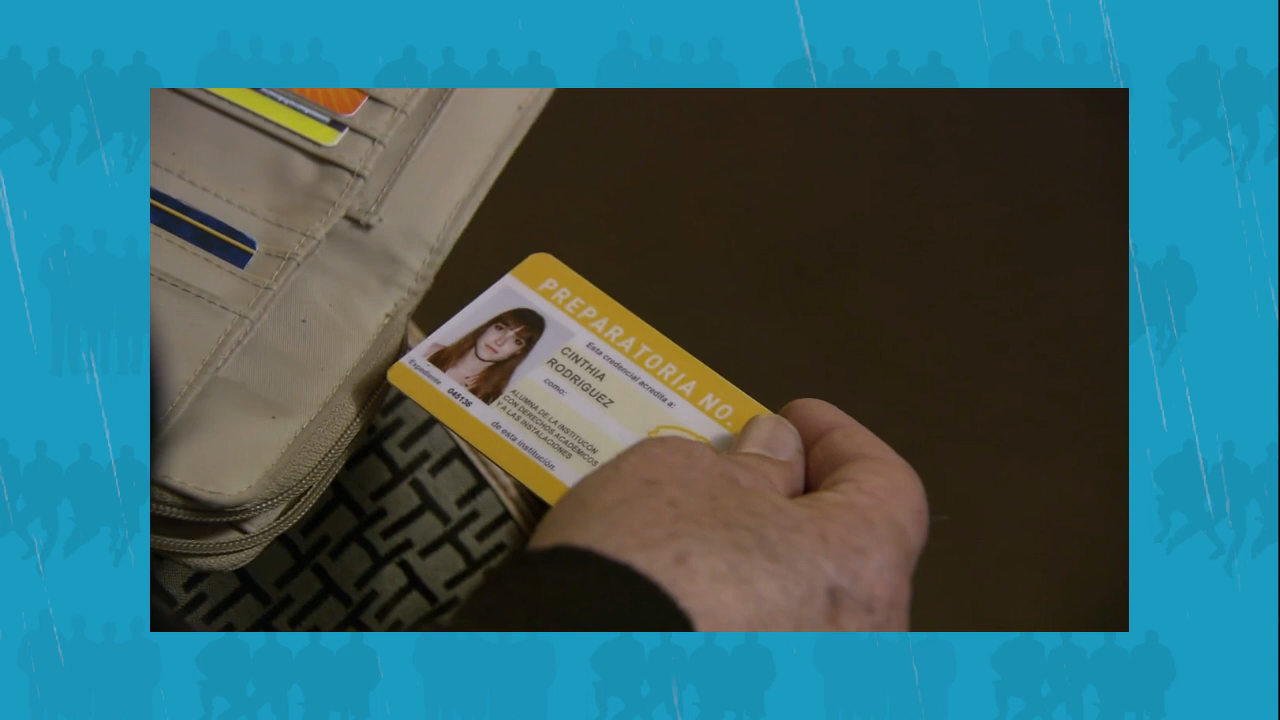 PREPARATORIA NO.
Esta credencial acredita a:
CINTHIA
RODRIGUEZ
como:
ALUMNA DE LA INSTITUCÓN
CON DERECHOS ACADÉMICOS
Y A LAS INSTALACIONES
de esta institución.
Expediente 045136